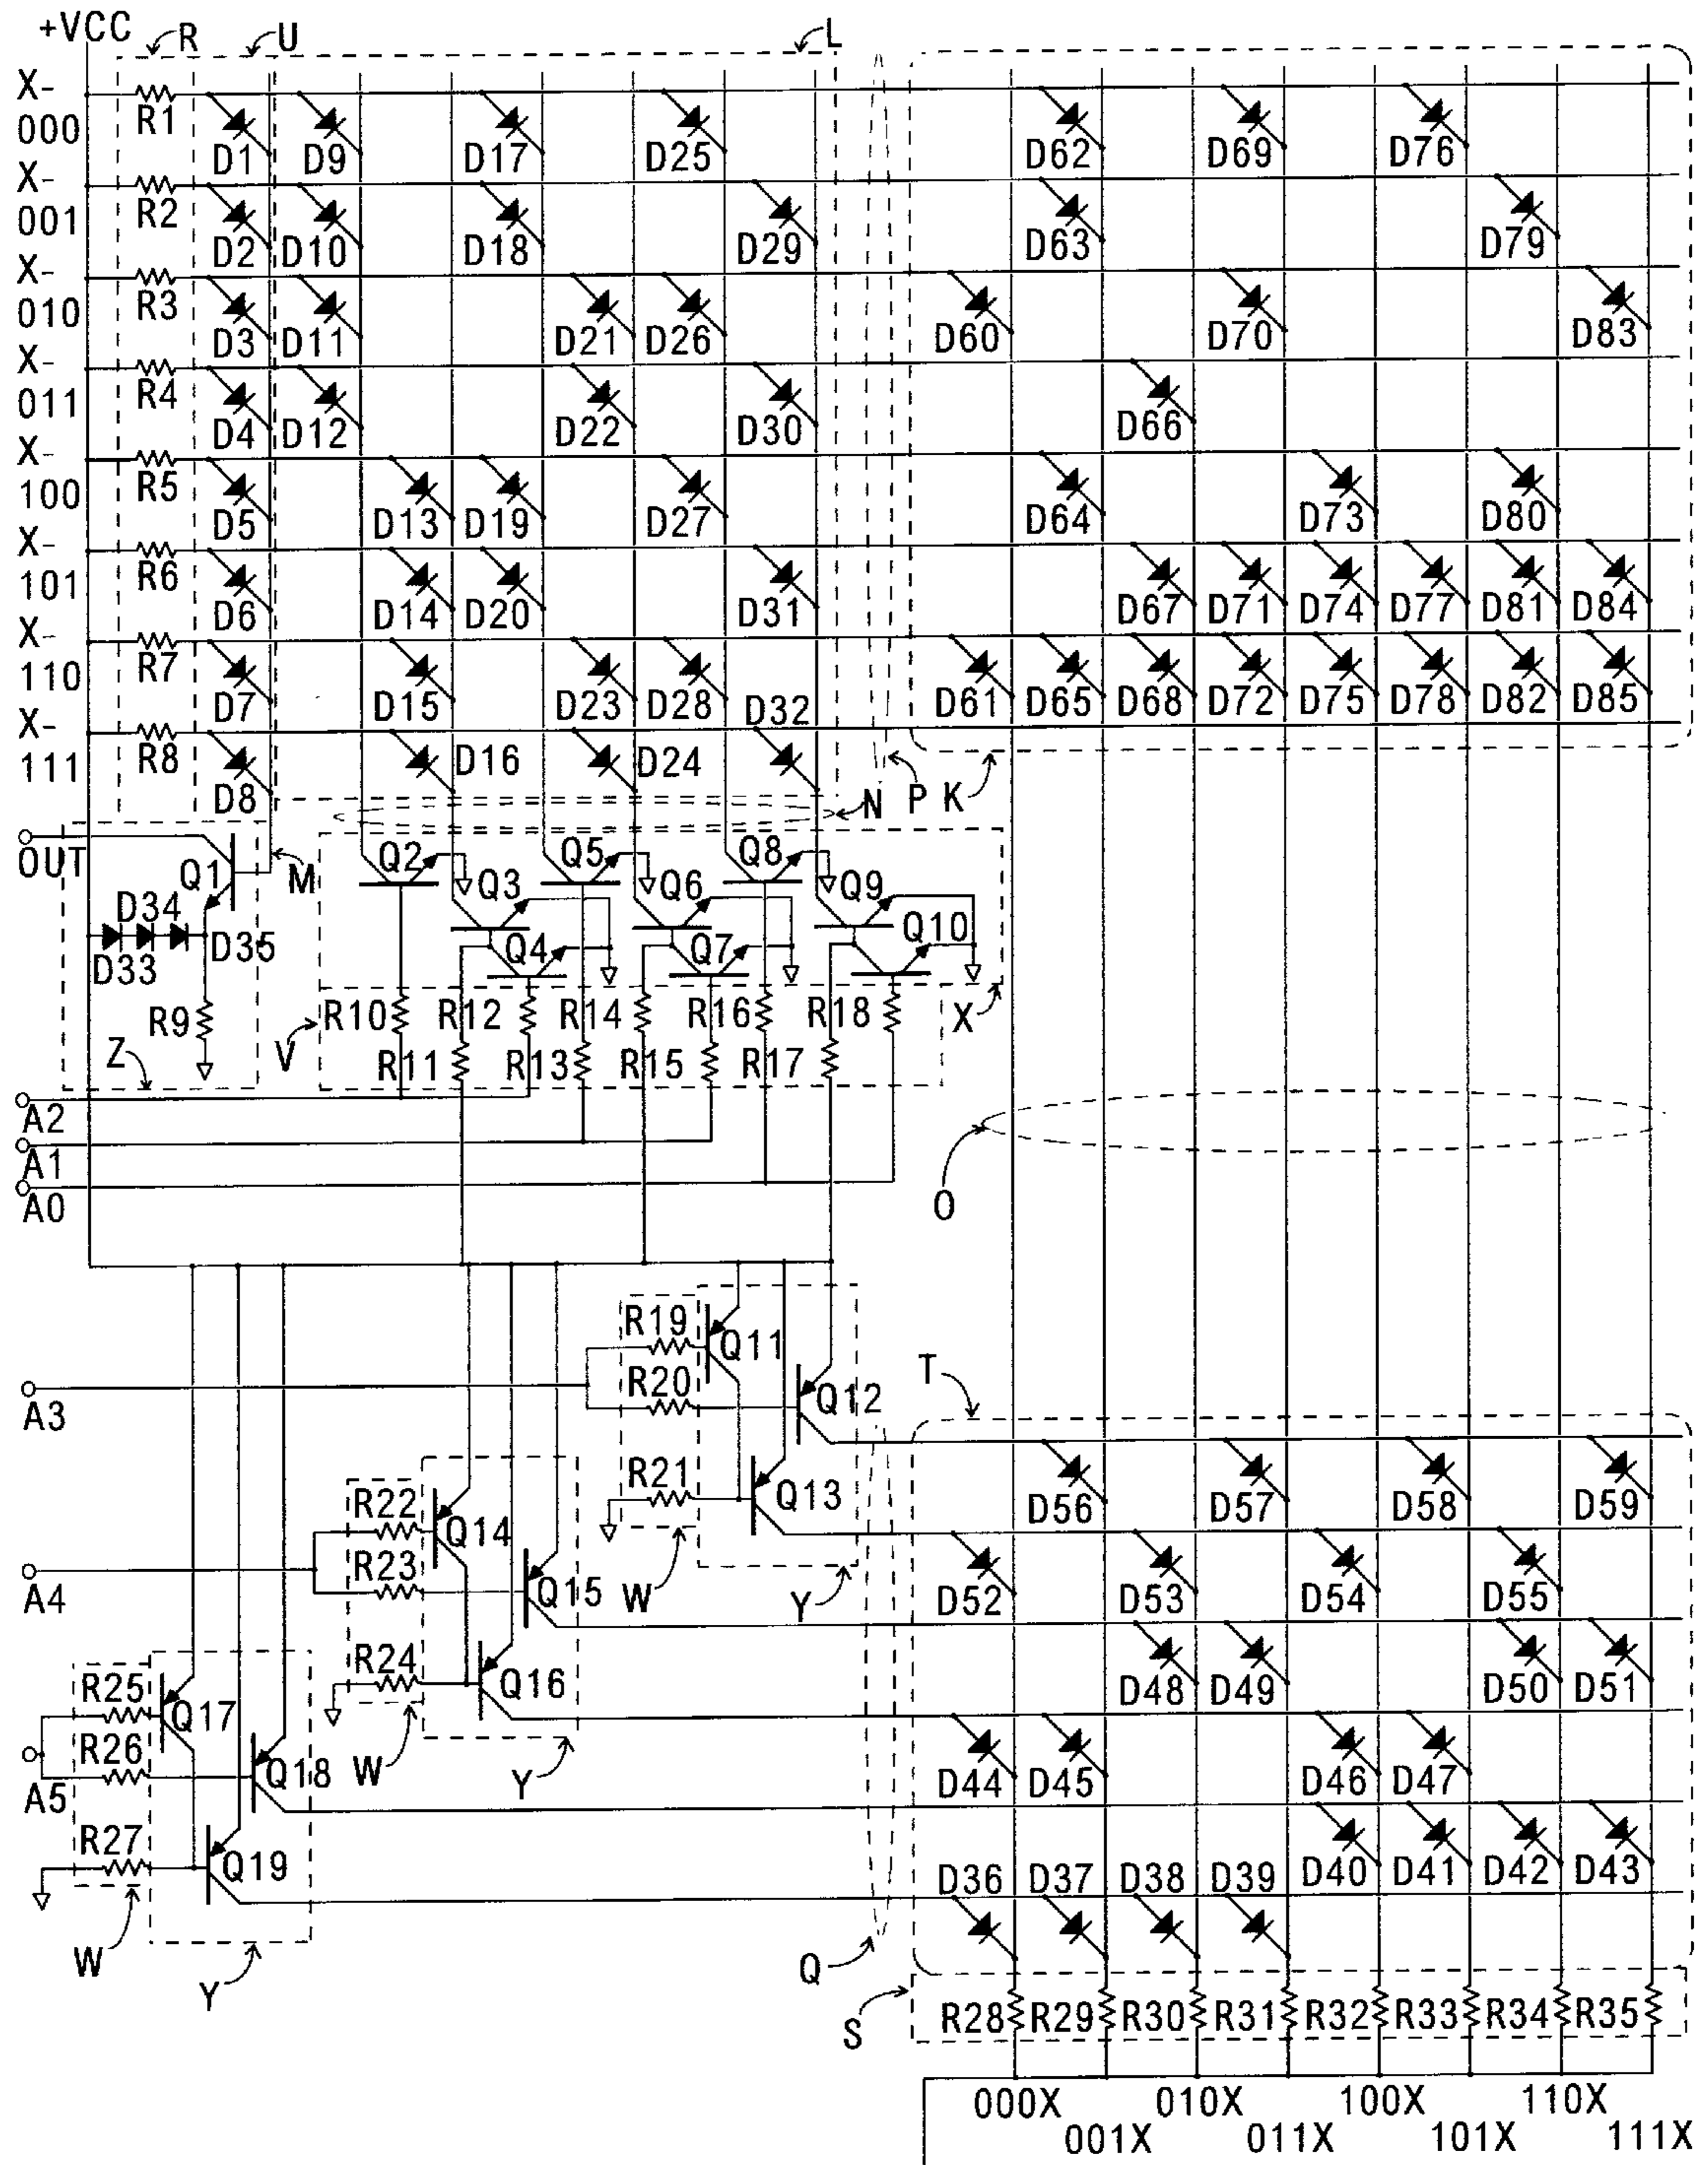 +VCC R U L
X-
000
R1 D1 D9 D17 D25 D62 D69 D76
X-
001
R2 D2 D10 D18 D29 D63 D79
X-
010
R3 D3 D11 D21 D26 D60 D70 D83
X-
011
R4 D4 D12 D22 D30 D66
X-
100
R5 D5 D13 D19 D27 D64 D73 D80
X-
101
R6 D6 D14 D20 D31 D67 D71 D74 D77 D81 D84
X-
110
R7 D7 D15 D23 D28 D32 D61 D65 D68 D72 D75 D78 D82 D85
X-
111
R8 D8 D16 D24
N P K
OUT Q1 M Q2 Q5 Q8
Q3 Q6 Q9
D34 Q4 Q7 Q10
D33 D35
R9 V R10 R12 R14 R16 R18 X
Z R11 R13 R15 R17
A2
A1
A0
O
R19 Q11
A3 R20 Q12 T
R21 Q13 D56 D57 D58 D59
R22 Q14
A4 R23 Q15 W Y D52 D53 D54 D55
R24 Q16 D48 D49 D50 D51
R25 Q17
R26 Q18 W Y D44 D45 D46 D47
A5
R27 Q19 D36 D37 D38 D39 D40 D41 D42 D43
W Y Q
S R28 R29 R30 R31 R32 R33 R34 R35
000X 010X 100X 110X
001X 011X 101X 111X